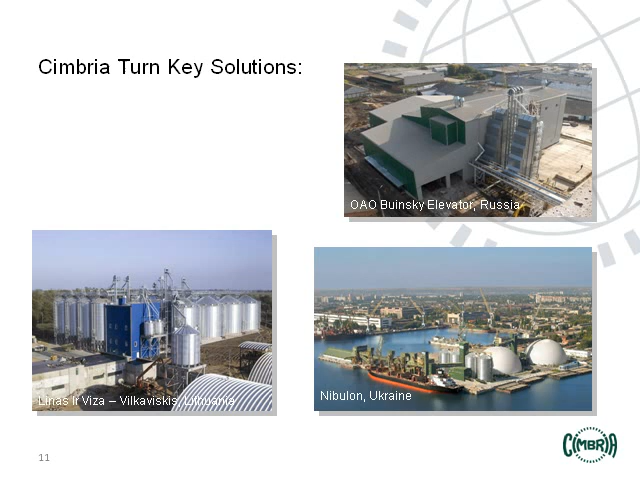 Cimbria Turn Key Solutions:
OAO Buinsky Elevator, Russia
Linas Ir Viza – Vilkaviskis, Lithuania
Nibulon, Ukraine
CIMBRIA
11